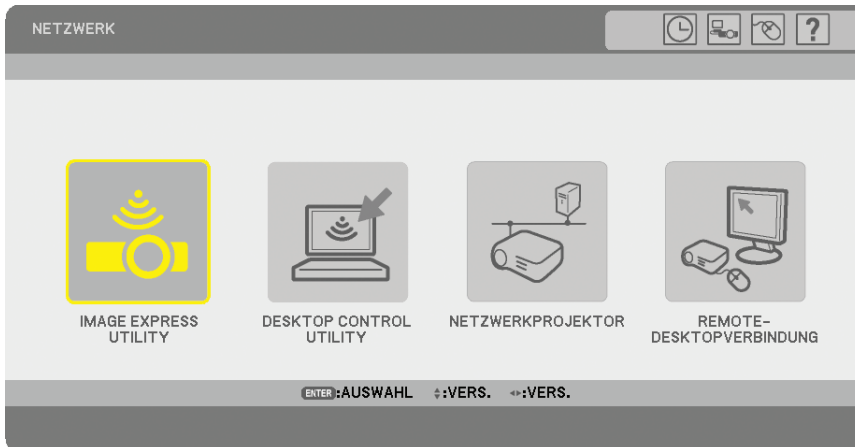 NETZWERK
?
IMAGE EXPRESS
UTILITY
DESKTOP CONTROL
UTILITY
NETZWERKPROJEKTOR
REMOTE-
DESKTOPVERBINDUNG
ENTER:AUSWAHL :VERS. :VERS.